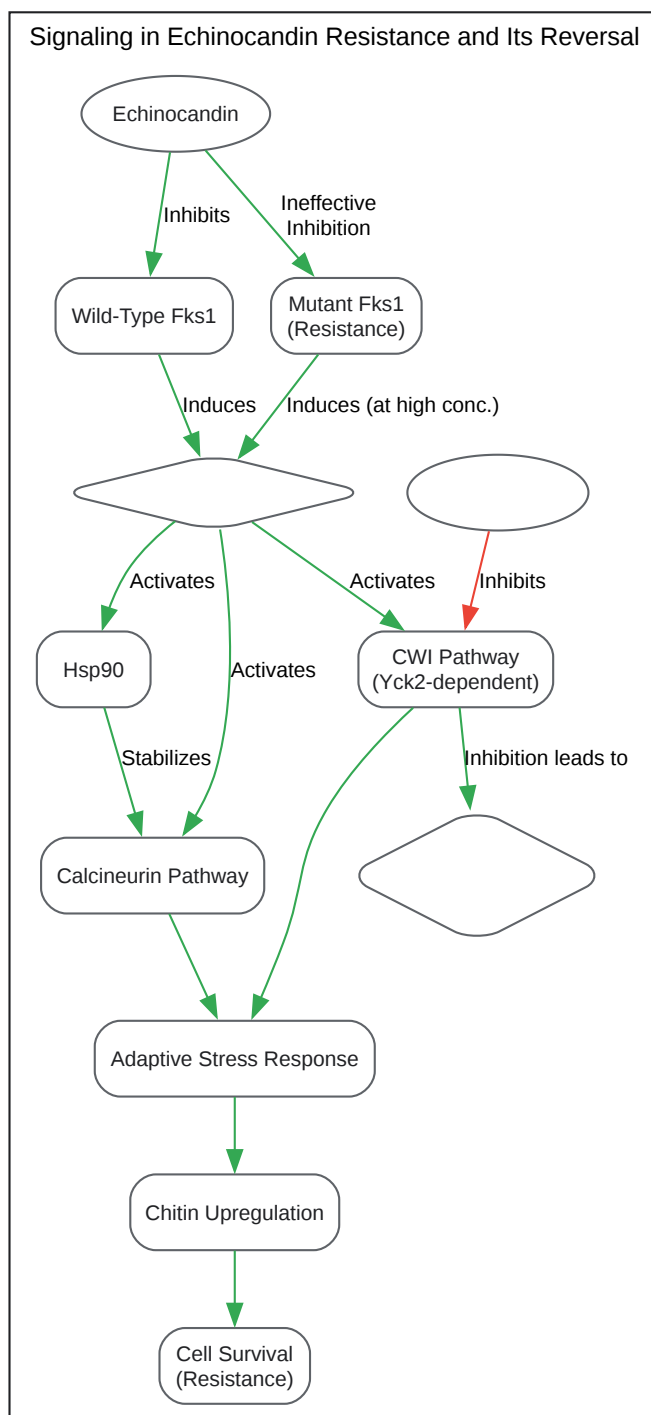 Signaling in Echinocandin Resistance and Its Reversal
Echinocandin
Inhibits
Ineffective
Inhibition
Wild-Type Fks1
Mutant Fks1
(Resistance)
Induces
Induces (at high conc.)
Activates
Activates
Inhibits
Hsp90
Activates
CWI Pathway
(Yck2-dependent)
Stabilizes
Inhibition leads to
Calcineurin Pathway
Adaptive Stress Response
Chitin Upregulation
Cell Survival
(Resistance)